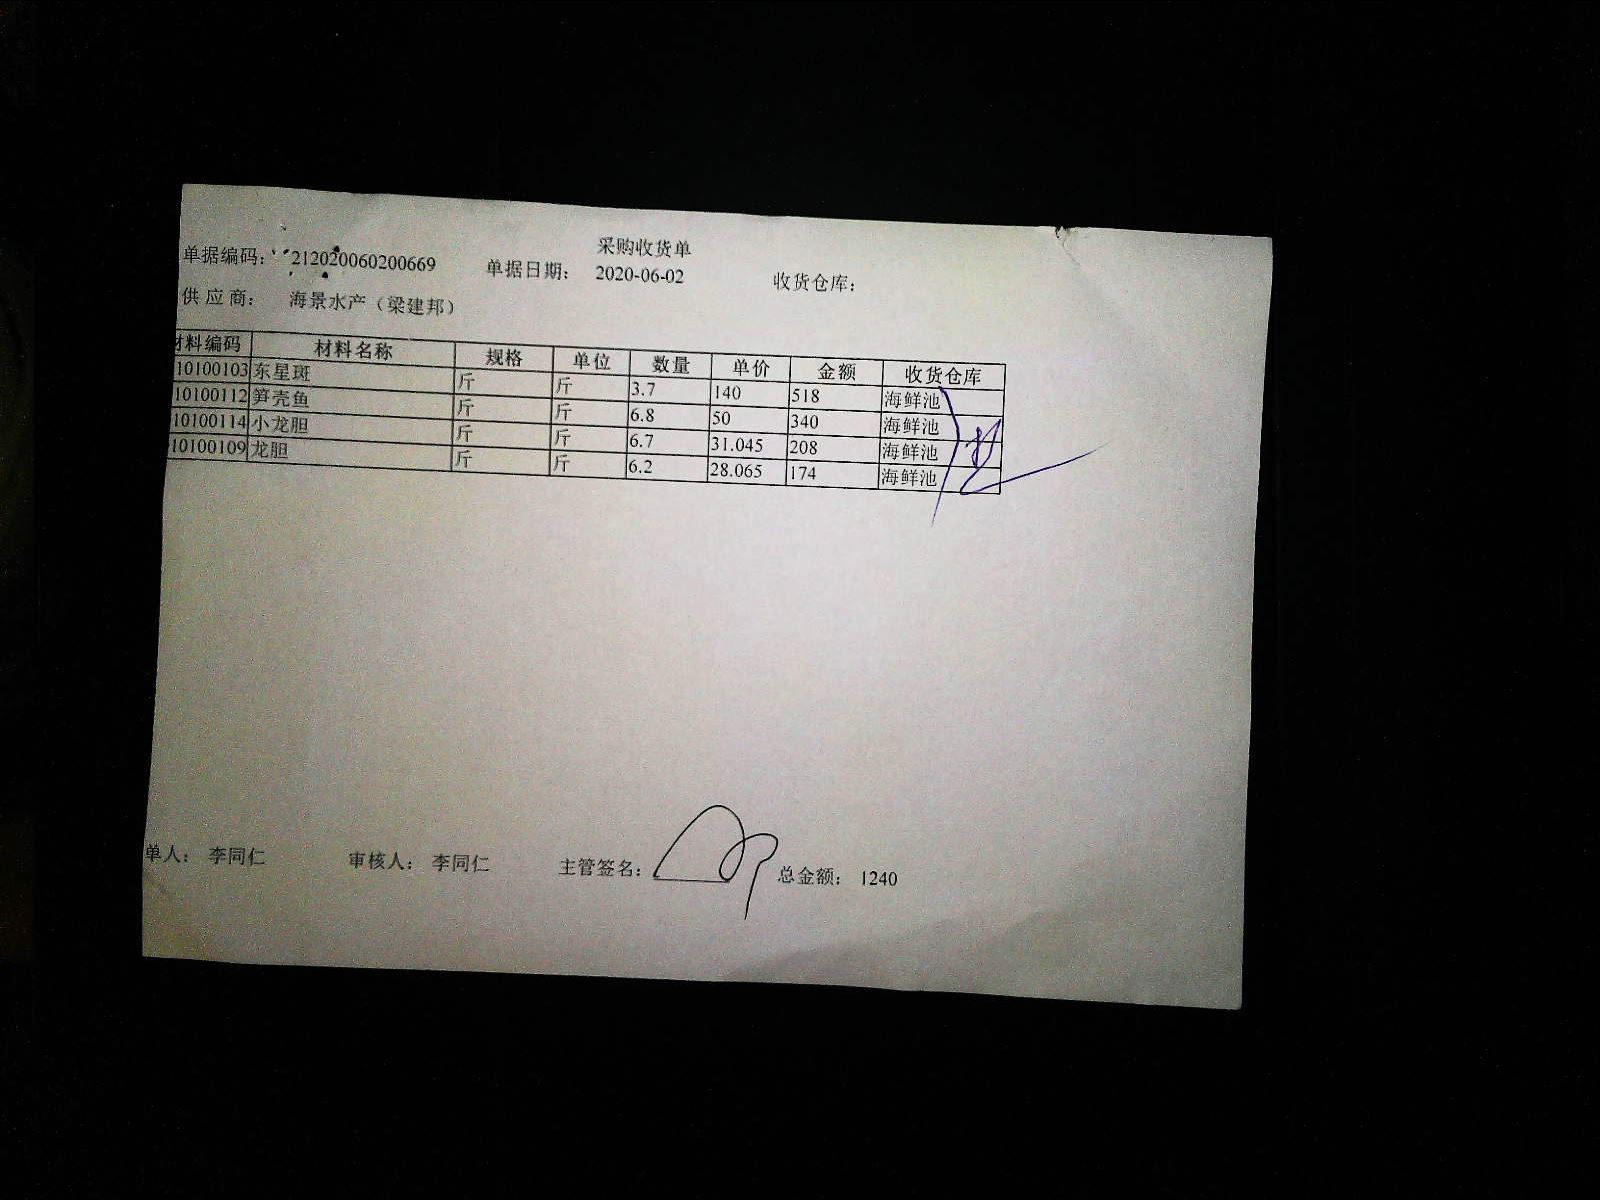 采购收货单
单据编码: 212020060200669 单据日期: 2020-06-02 收货仓库:
供应商: 海景水产（梁建邦）
材料编码 材料名称 规格 单位 数量 单价 金额 收货仓库
10100103 东星斑 斤 斤 3.7 140 518 海鲜池
10100112 笋壳鱼 斤 斤 6.8 50 340 海鲜池
10100114 小龙胆 斤 斤 6.7 31.045 208 海鲜池
10100109 龙胆 斤 斤 6.2 28.065 174 海鲜池
单人: 李同仁 审核人: 李同仁 主管签名: 总金额: 1240